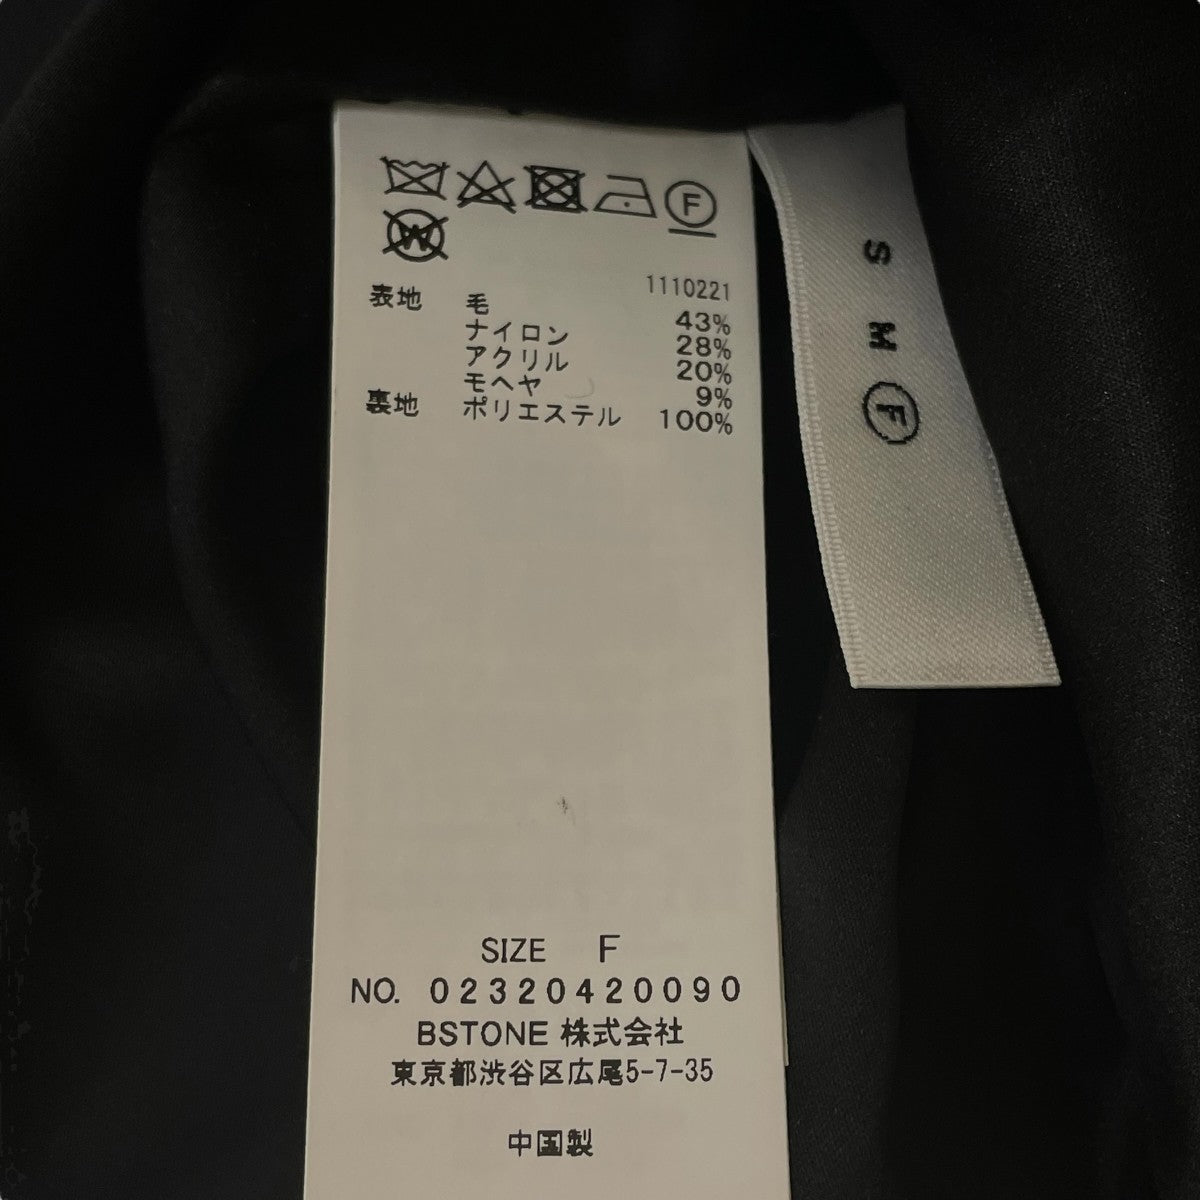 F
W
1110221
表地 毛 43%
ナイロン 28%
アクリル 20%
モヘヤ 9%
裏地 ポリエステル 100%
SIZE F
NO. 02320420090
BSTONE 株式会社
東京都渋谷区広尾5-7-35
中国製
S M F